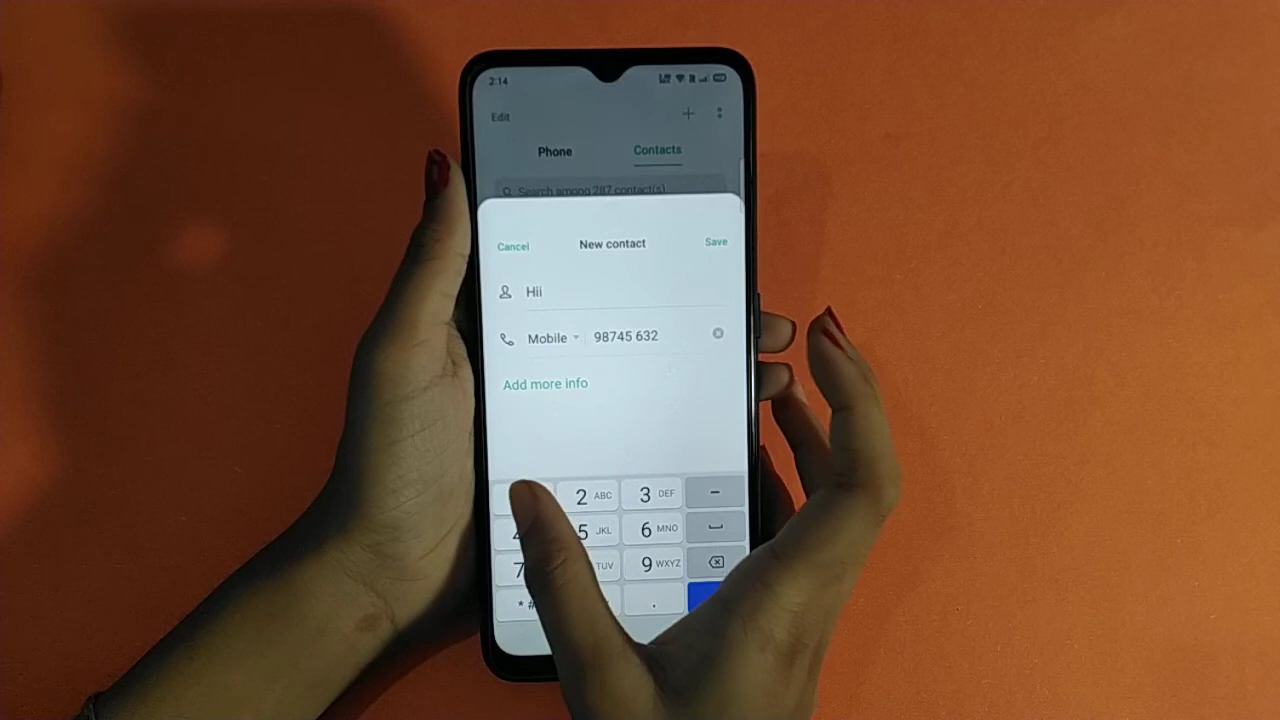 2:14
Edit
Phone Contacts
Search among 287 contact(s)
Cancel New contact Save
Hii
Mobile 98745 632
Add more info
2 ABC 3 DEF –
5 JKL 6 MNO
7 TUV 9 WXYZ
* # .